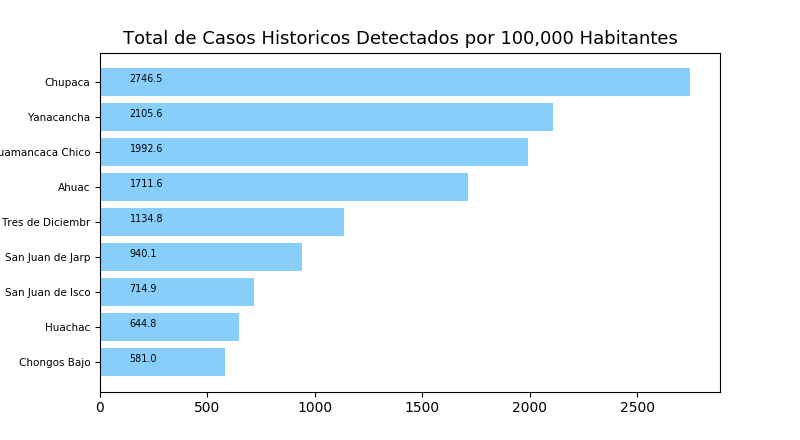 Total de Casos Historicos Detectados por 100,000 Habitantes
Chupaca 2746.5
Yanacancha 2105.6
uamancaca Chico 1992.6
Ahuac 1711.6
Tres de Diciembr 1134.8
San Juan de Jarp 940.1
San Juan de Isco 714.9
Huachac 644.8
Chongos Bajo 581.0
0 500 1000 1500 2000 2500